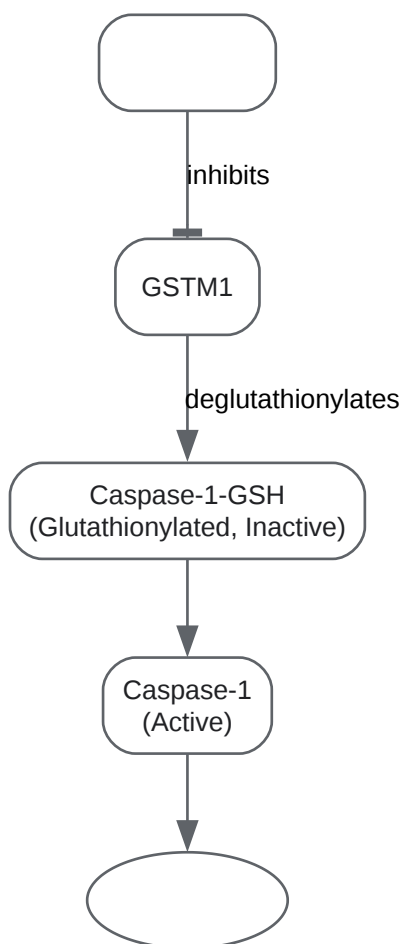 inhibits
GSTM1
deglutathionylates
Caspase-1-GSH
(Glutathionylated, Inactive)
Caspase-1
(Active)